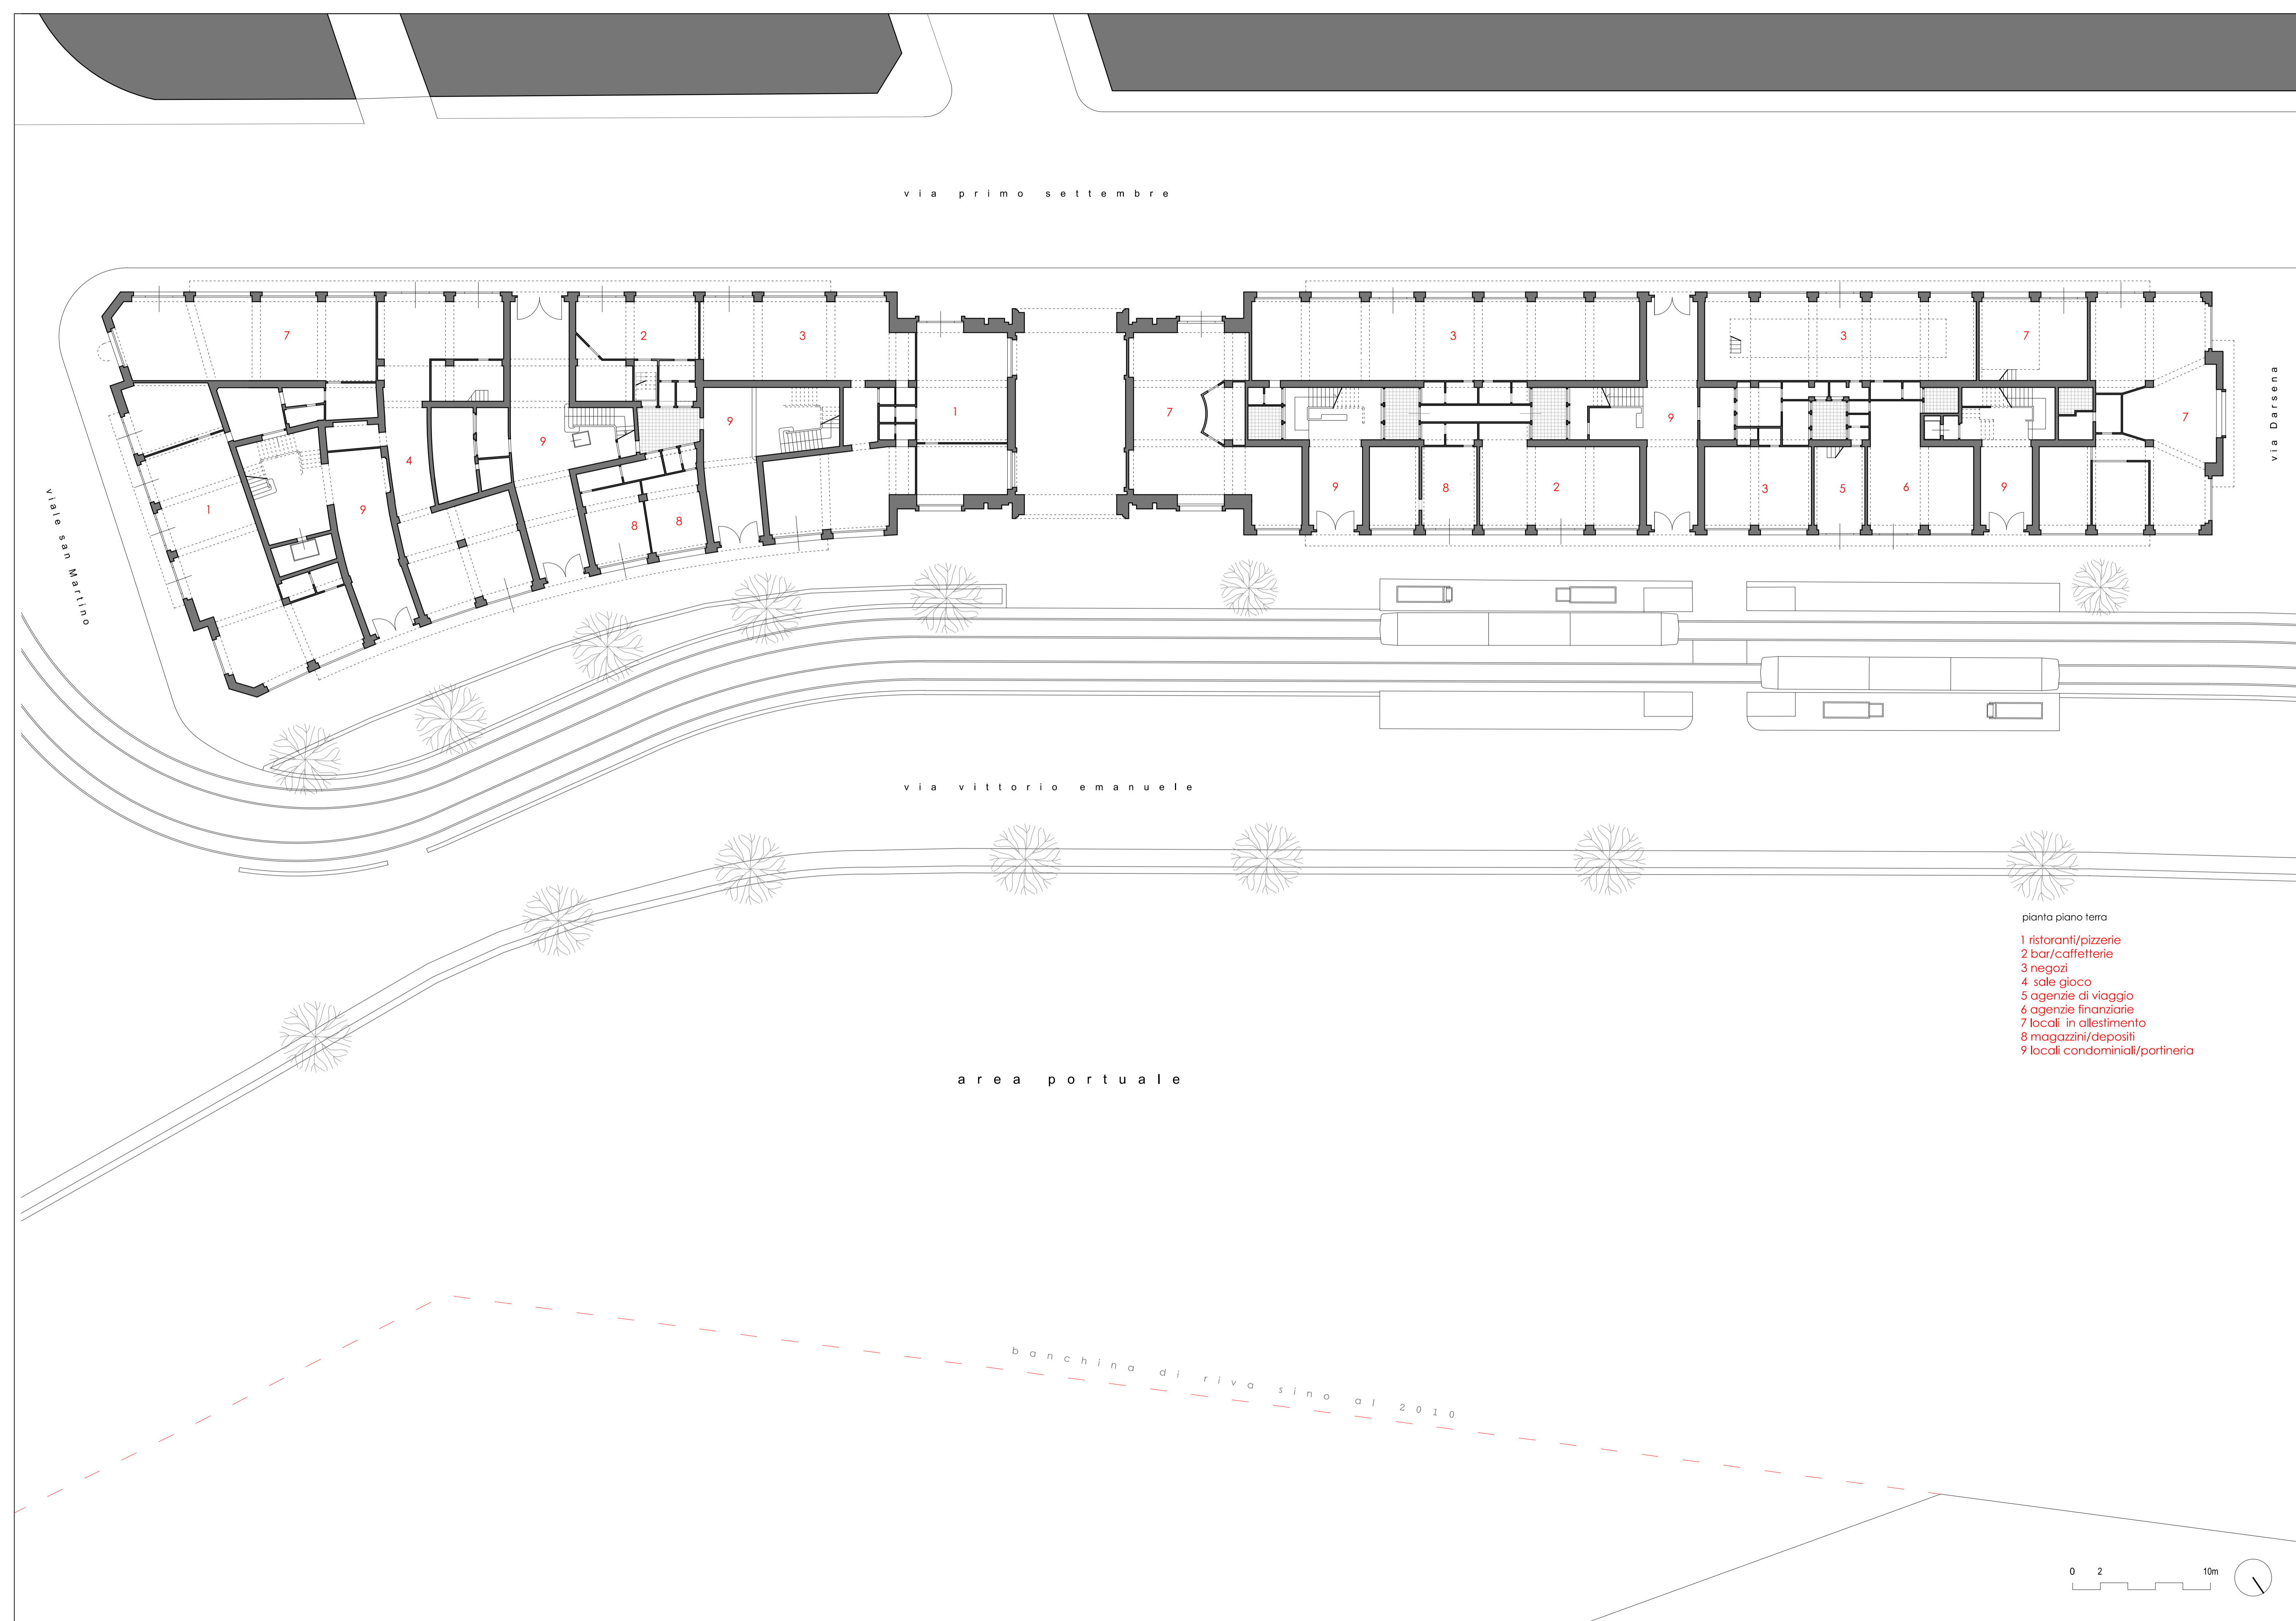 via primo settembre
7
2
3
3
3
7
1
9
9
1
7
9
7
4
1
9
8
8
9
8
2
3
5
6
9
viale san Martino
via Darsena
via vittorio emanuele
pianta piano terra
1 ristoranti/pizzerie
2 bar/caffetterie
3 negozi
4 sale gioco
5 agenzie di viaggio
6 agenzie finanziarie
7 locali in allestimento
8 magazzini/depositi
9 locali condominiali/portineria
area portuale
banchina di riva sino al 2010
0 2 10m